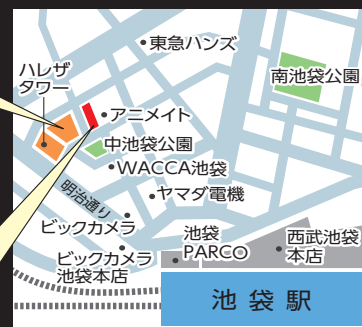 東急ハンズ
ハレザ
タワー
南池袋公園
アニメイト
中池袋公園
WACCA池袋
明治通り
ヤマダ電機
ビックカメラ
池袋
PARCO
西武池袋
本店
ビックカメラ
池袋本店
池袋駅